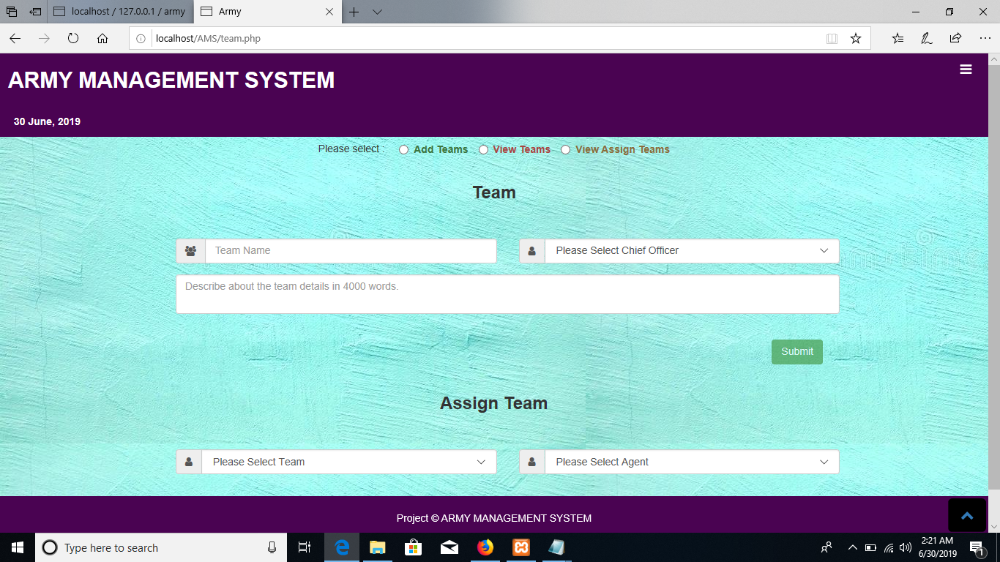 localhost / 127.0.0.1 / army
Army
localhost/AMS/team.php
ARMY MANAGEMENT SYSTEM
30 June, 2019
Please select : Add Teams View Teams View Assign Teams
Team
Team Name
Please Select Chief Officer
Describe about the team details in 4000 words.
Submit
Assign Team
Please Select Team
Please Select Agent
Project © ARMY MANAGEMENT SYSTEM
Type here to search
2:21 AM
6/30/2019
1